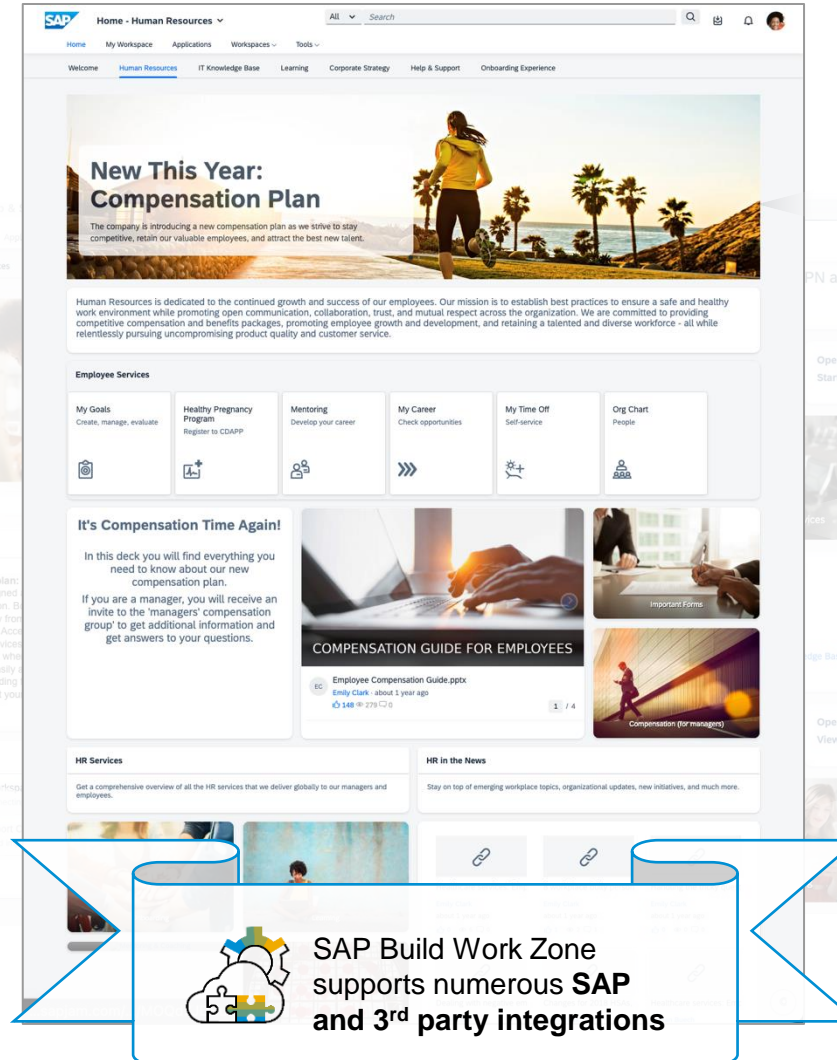 SAP
Home - Human Resources
All
Search
Home
My Workspace
Applications
Workspaces
Tools
Welcome
Human Resources
IT Knowledge Base
Learning
Corporate Strategy
Help & Support
Onboarding Experience
New This Year:
Compensation Plan
The company is introducing a new compensation plan as we strive to stay
competitive, retain our valuable employees, and attract the best new talent.
Human Resources is dedicated to the continued growth and success of our employees. Our mission is to establish best practices to ensure a safe and healthy
work environment while promoting open communication, collaboration, trust, and mutual respect across the organization. We are committed to providing
competitive compensation and benefits packages, promoting employee growth and development, and retaining a talented and diverse workforce - all while
relentlessly pursuing uncompromising product quality and customer service.
Employee Services
My Goals
Create, manage, evaluate
Healthy Pregnancy
Program
Register to CDAPP
Mentoring
Develop your career
My Career
Check opportunities
My Time Off
Self-service
Org Chart
People
It's Compensation Time Again!
In this deck you will find everything you
need to know about our new
compensation plan.
If you are a manager, you will receive an
invite to the 'managers' compensation
group' to get additional information and
get answers to your questions.
COMPENSATION GUIDE FOR EMPLOYEES
EC
Employee Compensation Guide.pptx
Emily Clark · about 1 year ago
148
279
0
1 / 4
Important Forms
Compensation (for managers)
HR Services
Get a comprehensive overview of all the HR services that we deliver globally to our managers and
employees.
HR in the News
Stay on top of emerging workplace topics, organizational updates, new initiatives, and much more.
SAP Build Work Zone
supports numerous SAP
and 3rd party integrations